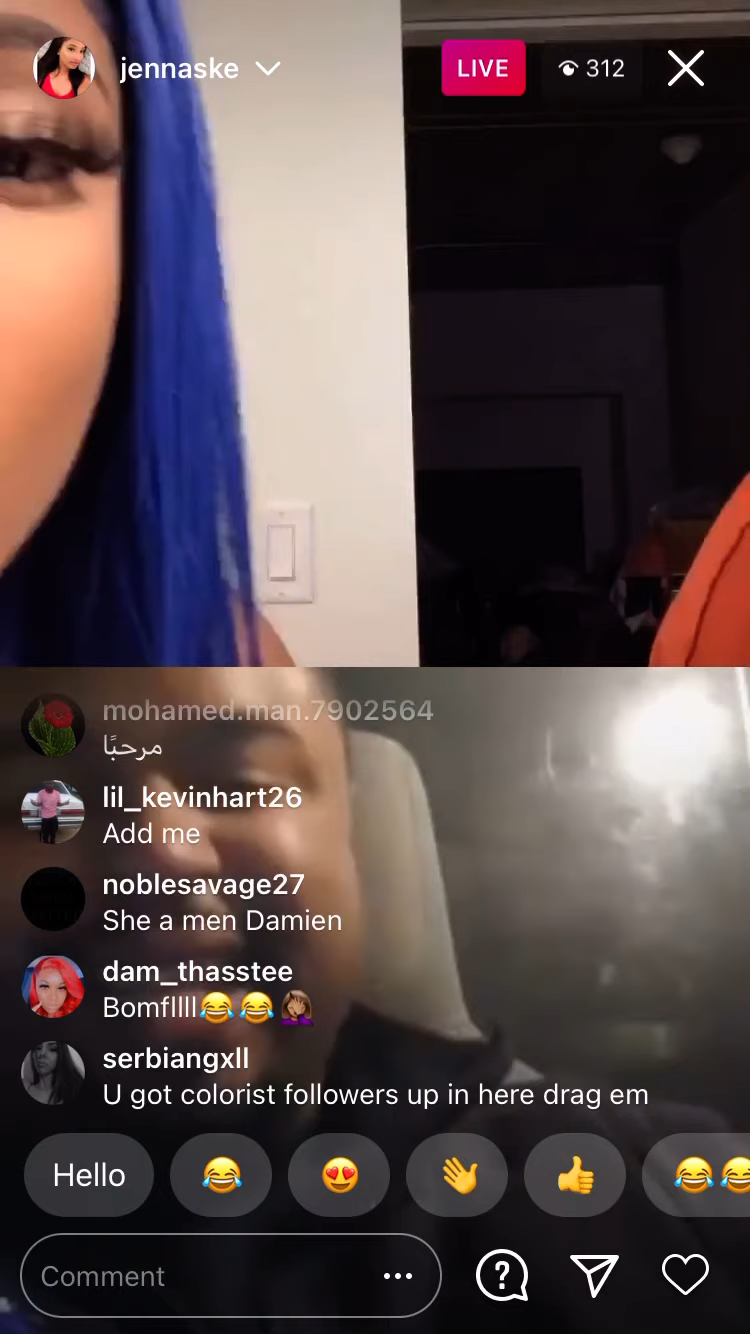 jennaske
LIVE
312
mohamed.man.7902564
مرحبًا
lil_kevinhart26
Add me
noblesavage27
She a men Damien
dam_thasstee
Bomfllll😂😂🤦🏽‍♀️
serbiangxll
U got colorist followers up in here drag em
Hello 😂 😍 👋 👍 😂😂
Comment